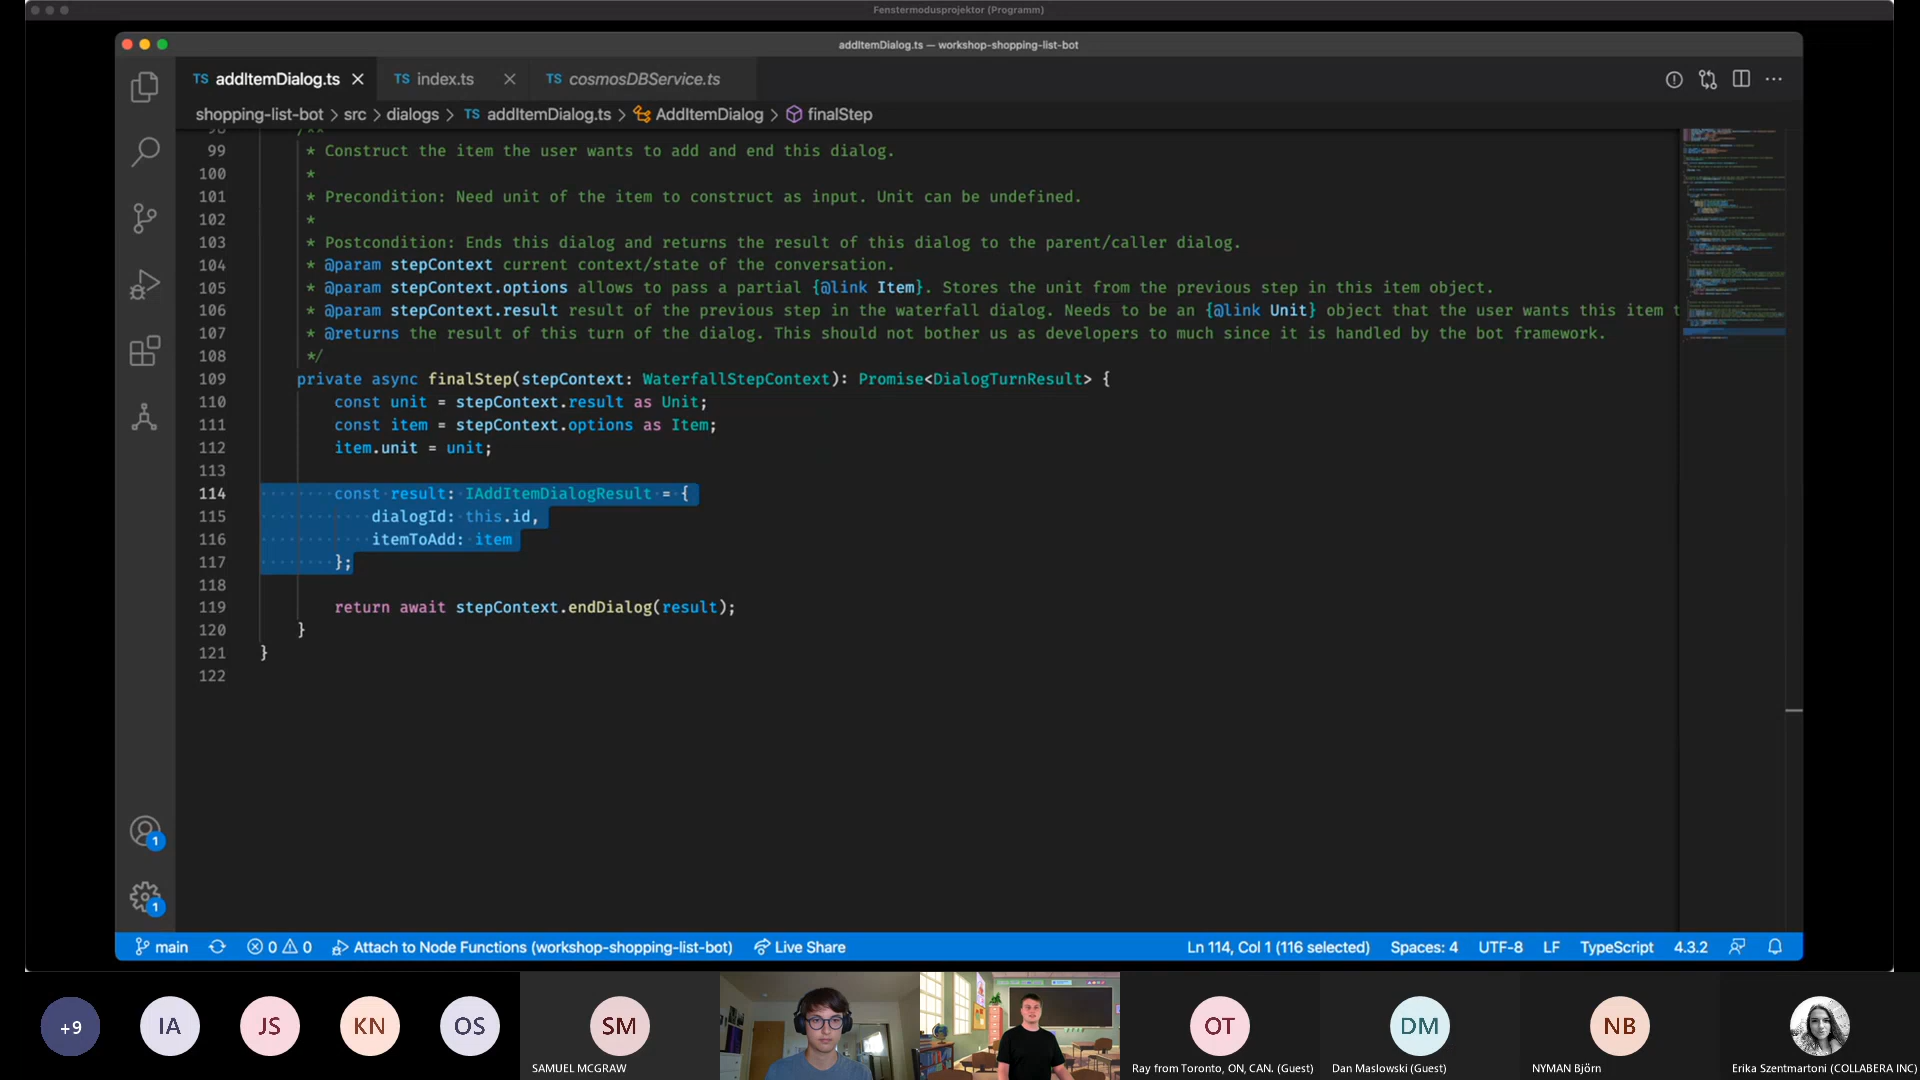 Fenstermodusprojektor (Programm)
addItemDialog.ts — workshop-shopping-list-bot
TS addItemDialog.ts TS index.ts TS cosmosDBService.ts
shopping-list-bot > src > dialogs > TS addItemDialog.ts > AddItemDialog > finalStep
98 /**
99 * Construct the item the user wants to add and end this dialog.
100 *
101 * Precondition: Need unit of the item to construct as input. Unit can be undefined.
102 *
103 * Postcondition: Ends this dialog and returns the result of this dialog to the parent/caller dialog.
104 * @param stepContext current context/state of the conversation.
105 * @param stepContext.options allows to pass a partial {@link Item}. Stores the unit from the previous step in this item object.
106 * @param stepContext.result result of the previous step in the waterfall dialog. Needs to be an {@link Unit} object that the user wants this item t
107 * @returns the result of this turn of the dialog. This should not bother us as developers to much since it is handled by the bot framework.
108 */
109 private async finalStep(stepContext: WaterfallStepContext): Promise<DialogTurnResult> {
110 const unit = stepContext.result as Unit;
111 const item = stepContext.options as Item;
112 item.unit = unit;
113
114 const result: IAddItemDialogResult = {
115 dialogId: this.id,
116 itemToAdd: item
117 };
118
119 return await stepContext.endDialog(result);
120 }
121 }
122
1
1
main 0 0 Attach to Node Functions (workshop-shopping-list-bot) Live Share Ln 114, Col 1 (116 selected) Spaces: 4 UTF-8 LF TypeScript 4.3.2
+9 IA JS KN OS SM OT DM NB
SAMUEL MCGRAW Ray from Toronto, ON, CAN. (Guest) Dan Maslowski (Guest) NYMAN Björn Erika Szentmartoni (COLLABERA INC)